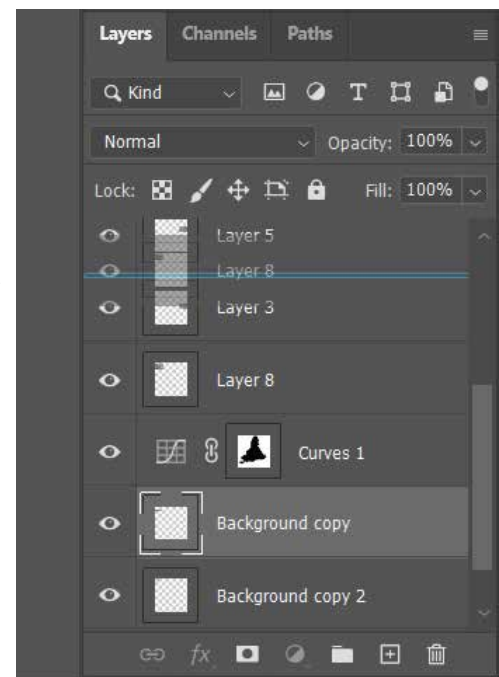 Layers Channels Paths
Kind
Normal Opacity: 100%
Lock: Fill: 100%
Layer 5
Layer 8
Layer 3
Layer 8
Curves 1
Background copy
Background copy 2
fx